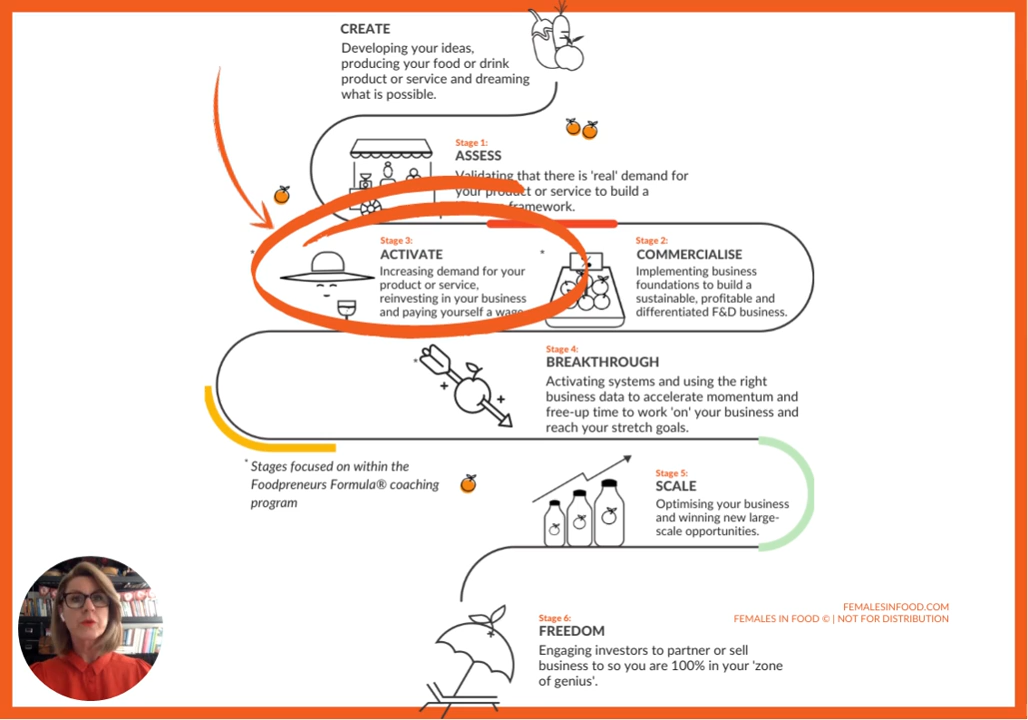 CREATE
Developing your ideas,
producing your food or drink
product or service and dreaming
what is possible.
Stage 1:
ASSESS
Validating that there is 'real' demand for
your product or service to build a
framework.
*
Stage 3:
ACTIVATE
Increasing demand for your
product or service,
reinvesting in your business
and paying yourself a wage
*
Stage 2:
COMMERCIALISE
Implementing business
foundations to build a
sustainable, profitable and
differentiated F&D business.
*
Stage 4:
BREAKTHROUGH
Activating systems and using the right
business data to accelerate momentum and
free-up time to work 'on' your business and
reach your stretch goals.
* Stages focused on within the
Foodpreneurs Formula® coaching
program
Stage 5:
SCALE
Optimising your business
and winning new large-
scale opportunities.
FEMALESINFOOD.COM
FEMALES IN FOOD © | NOT FOR DISTRIBUTION
Stage 6:
FREEDOM
Engaging investors to partner or sell
business to so you are 100% in your 'zone
of genius'.